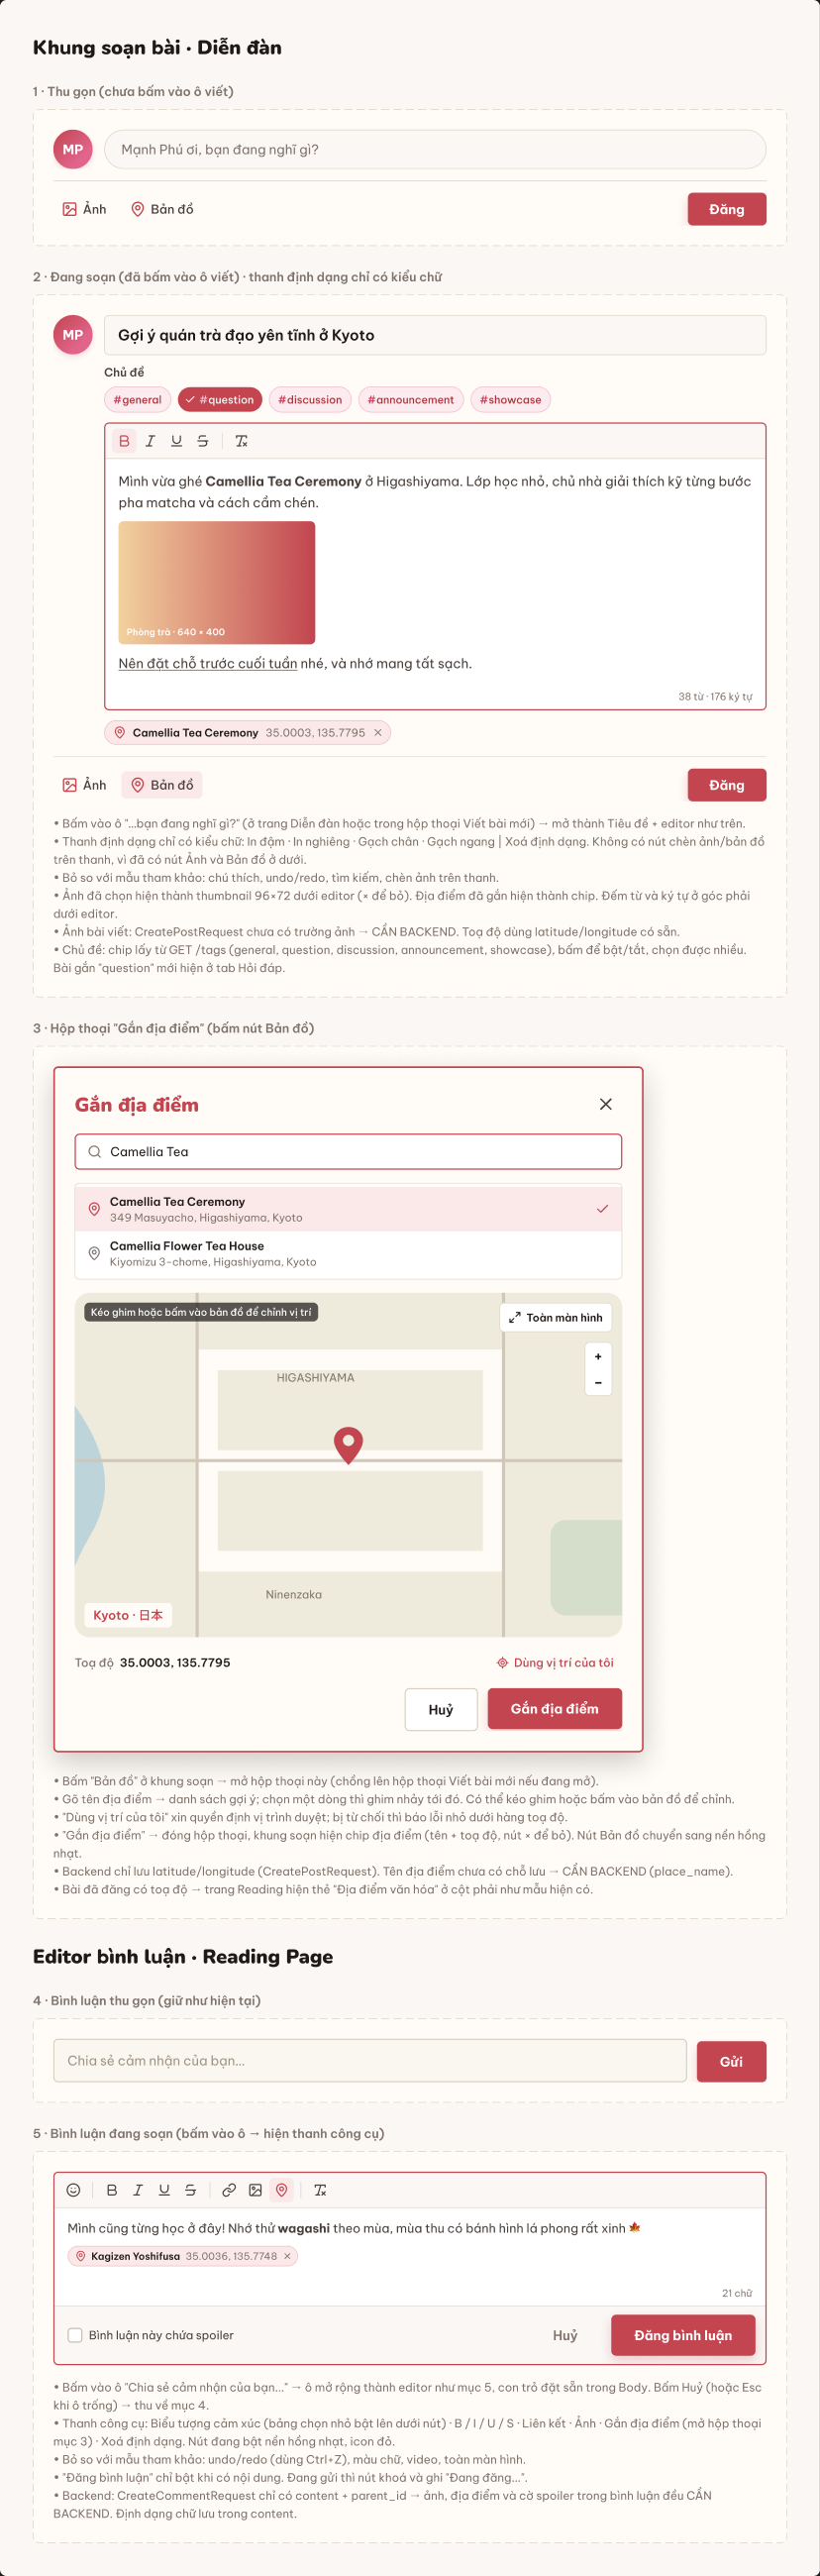 Khung soạn bài · Diễn đàn
1 · Thu gọn (chưa bấm vào ô viết)
MP
Mạnh Phú ơi, bạn đang nghĩ gì?
Ảnh
Bản đồ
Đăng
2 · Đang soạn (đã bấm vào ô viết) · thanh định dạng chỉ có kiểu chữ
MP
Gợi ý quán trà đạo yên tĩnh ở Kyoto
Chủ đề
#general
#question
#discussion
#announcement
#showcase
B I U S
Mình vừa ghé Camellia Tea Ceremony ở Higashiyama. Lớp học nhỏ, chủ nhà giải thích kỹ từng bước
pha matcha và cách cầm chén.
Phòng trà · 640 × 400
Nên đặt chỗ trước cuối tuần nhé, và nhớ mang tất sạch.
38 từ · 176 ký tự
Camellia Tea Ceremony 35.0003, 135.7795 ×
Ảnh
Bản đồ
Đăng
• Bấm vào ô "...bạn đang nghĩ gì?" (ở trang Diễn đàn hoặc trong hộp thoại Viết bài mới) → mở thành Tiêu đề + editor như trên.
• Thanh định dạng chỉ có kiểu chữ: In đậm · In nghiêng · Gạch chân · Gạch ngang | Xoá định dạng. Không có nút chèn ảnh/bản đồ
trên thanh, vì đã có nút Ảnh và Bản đồ ở dưới.
• Bỏ so với mẫu tham khảo: chú thích, undo/redo, tìm kiếm, chèn ảnh trên thanh.
• Ảnh đã chọn hiện thành thumbnail 96×72 dưới editor (× để bỏ). Địa điểm đã gắn hiện thành chip. Đếm từ và ký tự ở góc phải
dưới editor.
• Ảnh bài viết: CreatePostRequest chưa có trường ảnh → CẦN BACKEND. Toạ độ dùng latitude/longitude có sẵn.
• Chủ đề: chip lấy từ GET /tags (general, question, discussion, announcement, showcase), bấm để bật/tắt, chọn được nhiều.
Bài gắn "question" mới hiện ở tab Hỏi đáp.
3 · Hộp thoại "Gắn địa điểm" (bấm nút Bản đồ)
Gắn địa điểm
Camellia Tea
Camellia Tea Ceremony
349 Masuyacho, Higashiyama, Kyoto
Camellia Flower Tea House
Kiyomizu 3-chome, Higashiyama, Kyoto
Kéo ghim hoặc bấm vào bản đồ để chỉnh vị trí
Toàn màn hình
+
−
HIGASHIYAMA
Ninenzaka
Kyoto · 日本
Toạ độ 35.0003, 135.7795
Dùng vị trí của tôi
Huỷ
Gắn địa điểm
• Bấm "Bản đồ" ở khung soạn → mở hộp thoại này (chồng lên hộp thoại Viết bài mới nếu đang mở).
• Gõ tên địa điểm → danh sách gợi ý; chọn một dòng thì ghim nhảy tới đó. Có thể kéo ghim hoặc bấm vào bản đồ để chỉnh.
• "Dùng vị trí của tôi" xin quyền định vị trình duyệt; bị từ chối thì báo lỗi nhỏ dưới hàng toạ độ.
• "Gắn địa điểm" → đóng hộp thoại, khung soạn hiện chip địa điểm (tên + toạ độ, nút × để bỏ). Nút Bản đồ chuyển sang nền hồng
nhạt.
• Backend chỉ lưu latitude/longitude (CreatePostRequest). Tên địa điểm chưa có chỗ lưu → CẦN BACKEND (place_name).
• Bài đã đăng có toạ độ → trang Reading hiện thẻ "Địa điểm văn hóa" ở cột phải như mẫu hiện có.
Editor bình luận · Reading Page
4 · Bình luận thu gọn (giữ như hiện tại)
Chia sẻ cảm nhận của bạn...
Gửi
5 · Bình luận đang soạn (bấm vào ô → hiện thanh công cụ)
B I U S
Mình cũng từng học ở đây! Nhớ thử wagashi theo mùa, mùa thu có bánh hình lá phong rất xinh 🍁
Kagizen Yoshifusa 35.0036, 135.7748 ×
21 chữ
Bình luận này chứa spoiler
Huỷ
Đăng bình luận
• Bấm vào ô "Chia sẻ cảm nhận của bạn..." → ô mở rộng thành editor như mục 5, con trỏ đặt sẵn trong Body. Bấm Huỷ (hoặc Esc
khi ô trống) → thu về mục 4.
• Thanh công cụ: Biểu tượng cảm xúc (bảng chọn nhỏ bật lên dưới nút) · B / I / U / S · Liên kết · Ảnh · Gắn địa điểm (mở hộp thoại
mục 3) · Xoá định dạng. Nút đang bật nền hồng nhạt, icon đỏ.
• Bỏ so với mẫu tham khảo: undo/redo (dùng Ctrl+Z), màu chữ, video, toàn màn hình.
• "Đăng bình luận" chỉ bật khi có nội dung. Đang gửi thì nút khoá và ghi "Đang đăng...".
• Backend: CreateCommentRequest chỉ có content + parent_id → ảnh, địa điểm và cờ spoiler trong bình luận đều CẦN
BACKEND. Định dạng chữ lưu trong content.